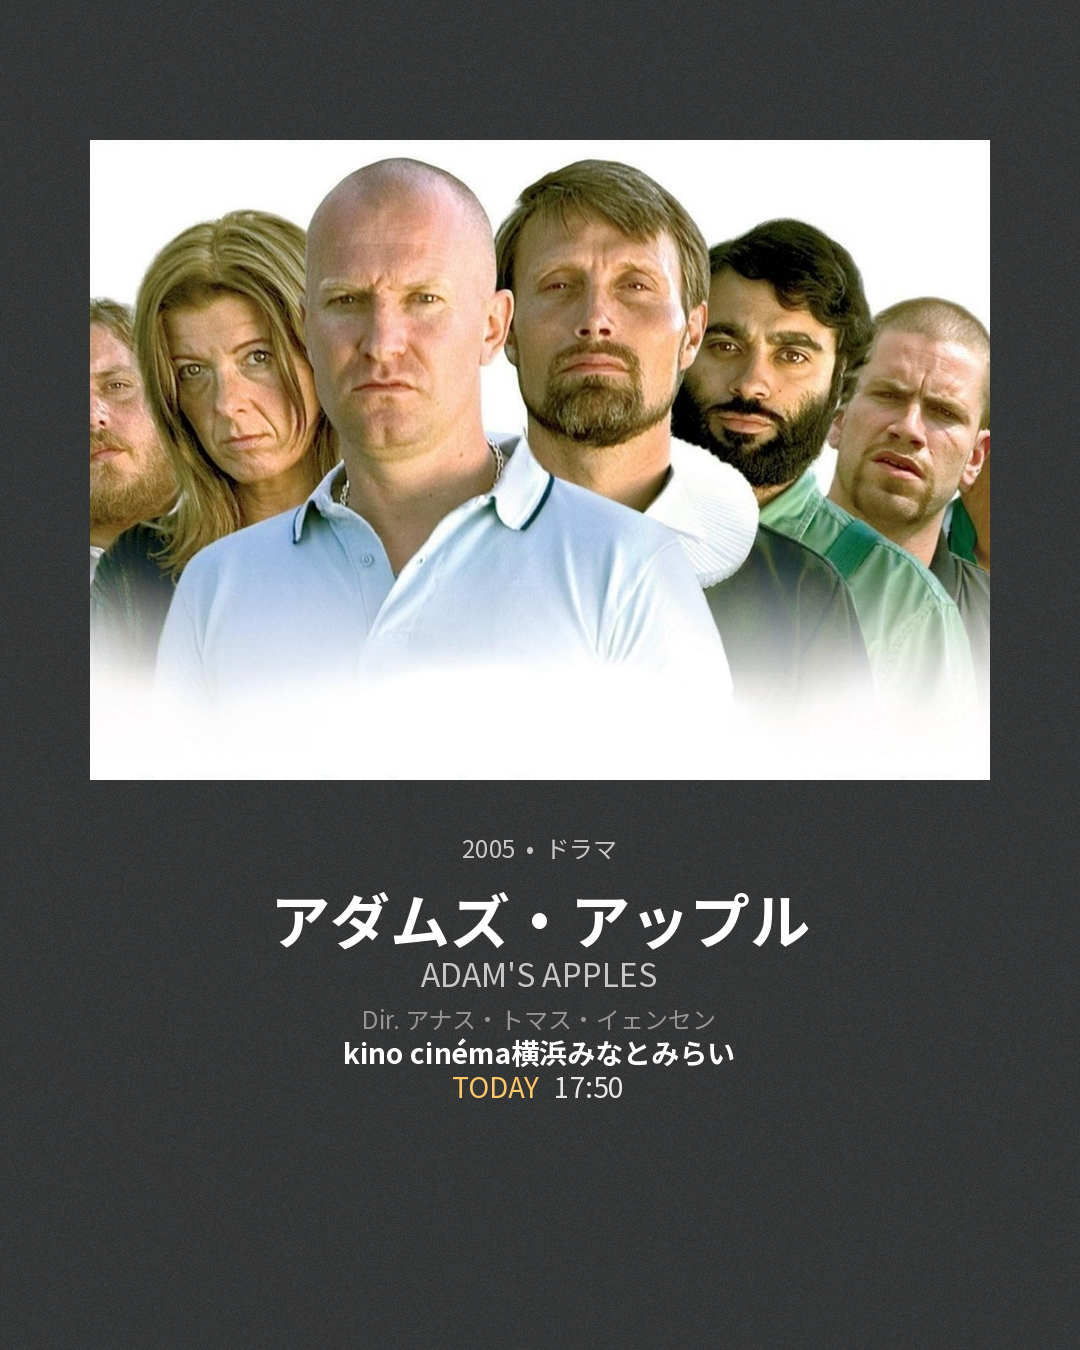 2005 • ドラマ
アダムズ・アップル
ADAM'S APPLES
Dir. アナス・トマス・イェンセン
kino cinéma横浜みなとみらい
TODAY 17:50